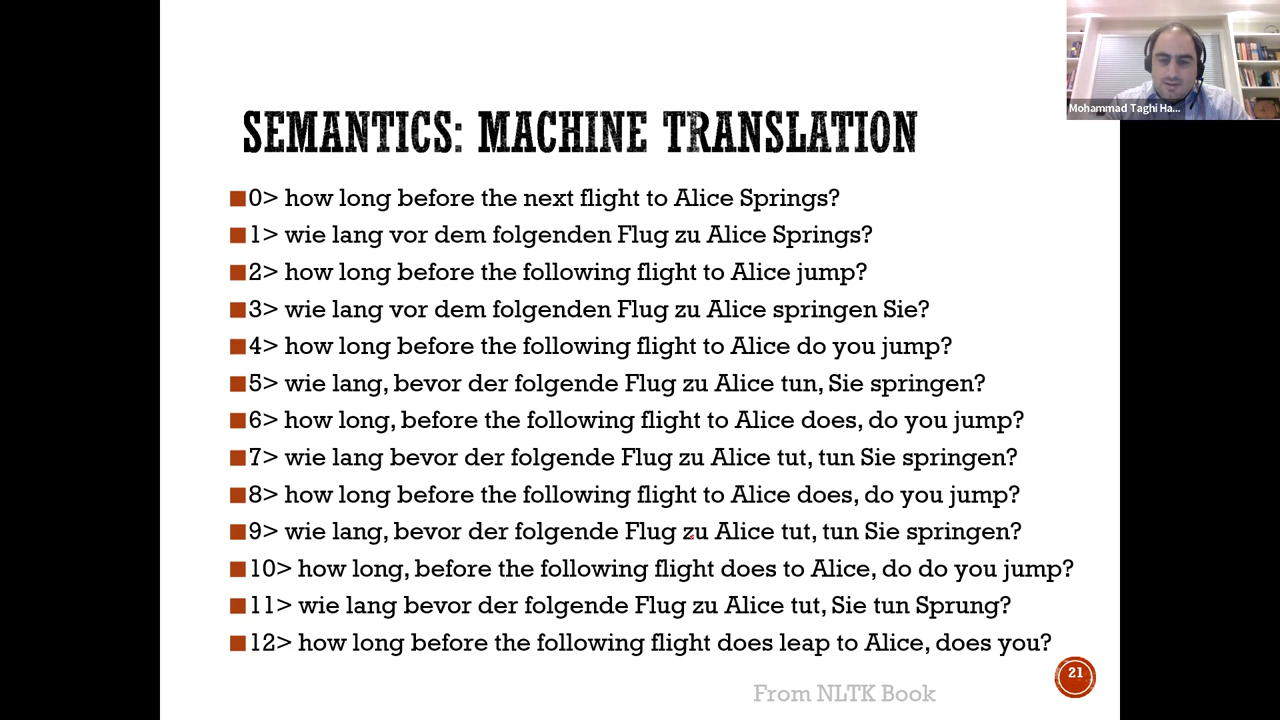 Mohammad Taghi Ha...
SEMANTICS: MACHINE TRANSLATION
0> how long before the next flight to Alice Springs?
1> wie lang vor dem folgenden Flug zu Alice Springs?
2> how long before the following flight to Alice jump?
3> wie lang vor dem folgenden Flug zu Alice springen Sie?
4> how long before the following flight to Alice do you jump?
5> wie lang, bevor der folgende Flug zu Alice tun, Sie springen?
6> how long, before the following flight to Alice does, do you jump?
7> wie lang bevor der folgende Flug zu Alice tut, tun Sie springen?
8> how long before the following flight to Alice does, do you jump?
9> wie lang, bevor der folgende Flug zu Alice tut, tun Sie springen?
10> how long, before the following flight does to Alice, do do you jump?
11> wie lang bevor der folgende Flug zu Alice tut, Sie tun Sprung?
12> how long before the following flight does leap to Alice, does you?
21
From NLTK Book